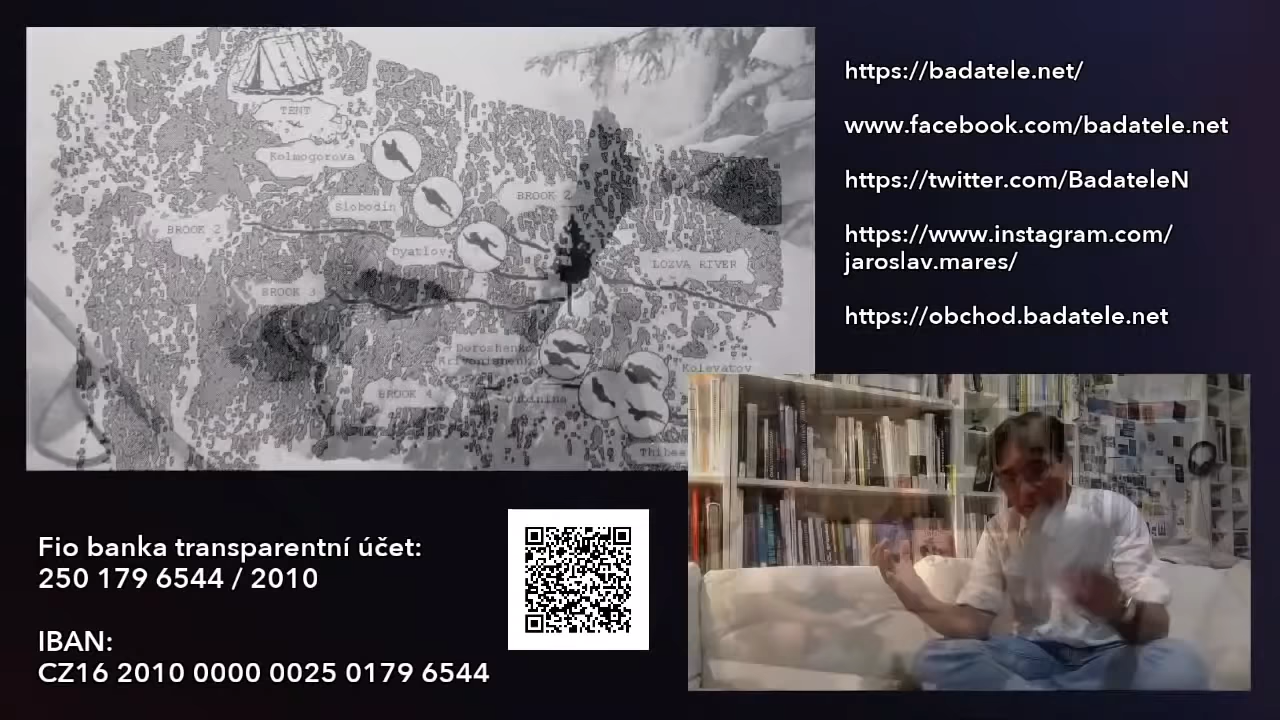 TENT
Kolmogorova
Slobodin
BROOK 2
BROOK 2
Dyatlov
LOZVA RIVER
BROOK 3
Doroshenko
Krivonishenko
Kolevatov
BROOK 4
Dubinina
https://badatele.net/
www.facebook.com/badatele.net
https://twitter.com/BadateleN
https://www.instagram.com/
jaroslav.mares/
https://obchod.badatele.net
Fio banka transparentní účet:
250 179 6544 / 2010
IBAN:
CZ16 2010 0000 0025 0179 6544